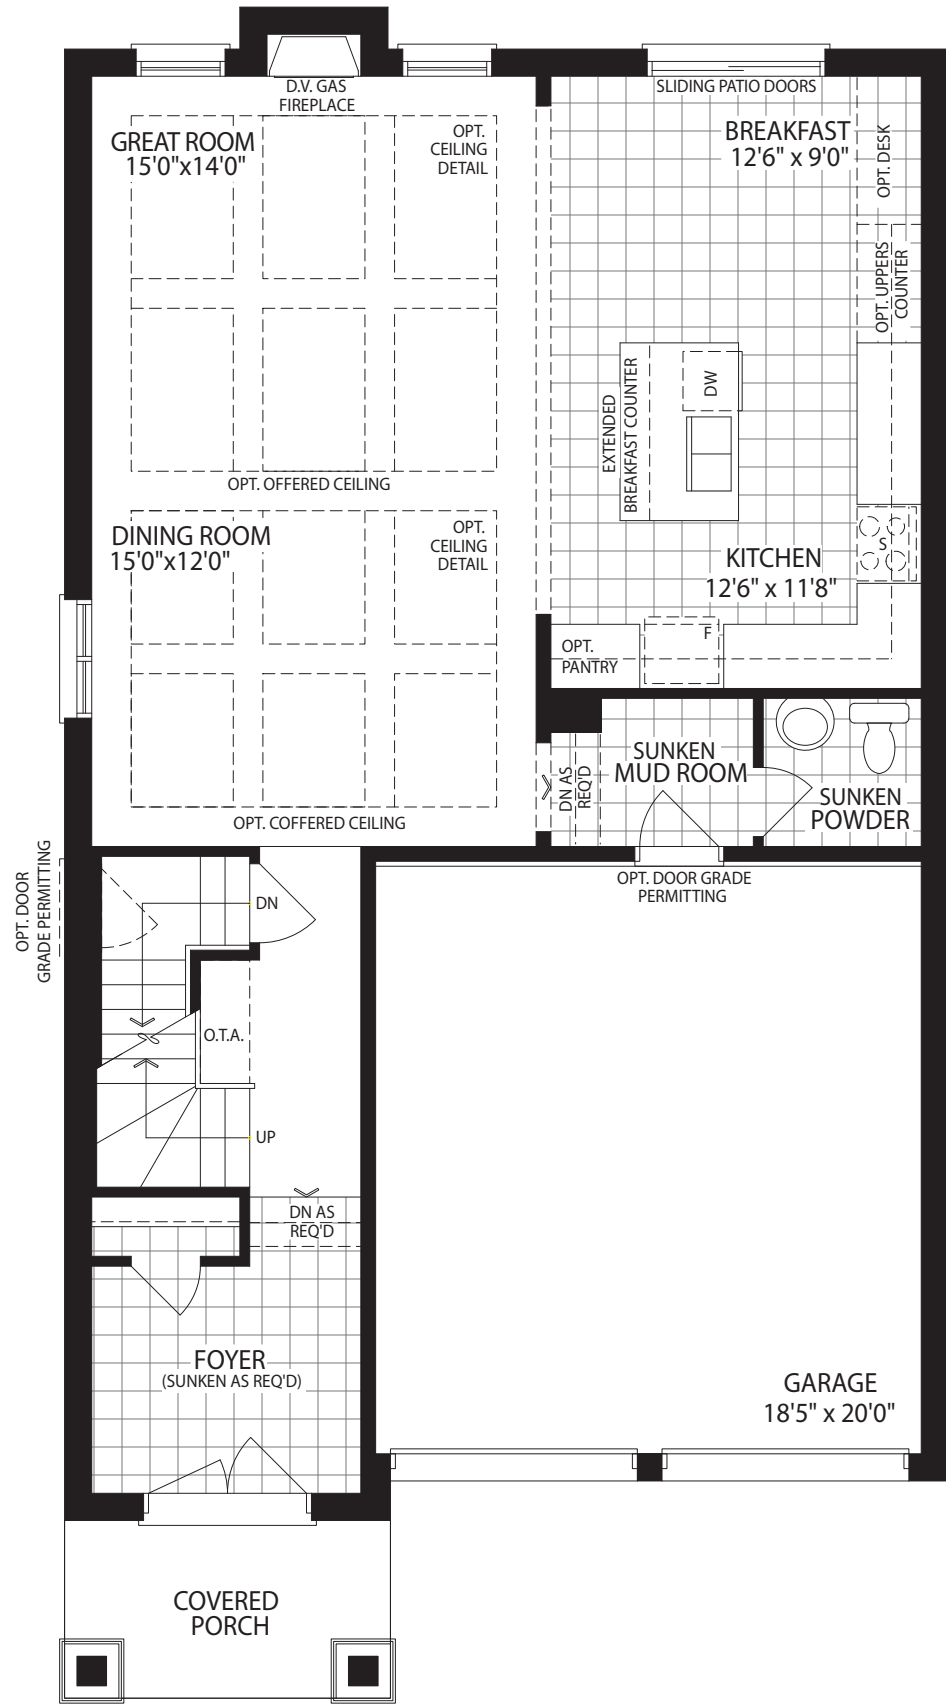 D.V. GAS
FIREPLACE
SLIDING PATIO DOORS
GREAT ROOM
15'0"x14'0"
OPT.
CEILING
DETAIL
BREAKFAST
12'6" x 9'0"
OPT. DESK
OPT. UPPERS
COUNTER
EXTENDED
BREAKFAST COUNTER
DW
OPT. OFFERED CEILING
DINING ROOM
15'0"x12'0"
OPT.
CEILING
DETAIL
S
KITCHEN
12'6" x 11'8"
F
OPT.
PANTRY
SUNKEN
MUD ROOM
DN AS
REQ'D
SUNKEN
POWDER
OPT. COFFERED CEILING
OPT. DOOR
GRADE PERMITTING
OPT. DOOR GRADE
PERMITTING
DN
O.T.A.
UP
DN AS
REQ'D
FOYER
(SUNKEN AS REQ'D)
GARAGE
18'5" x 20'0"
COVERED
PORCH